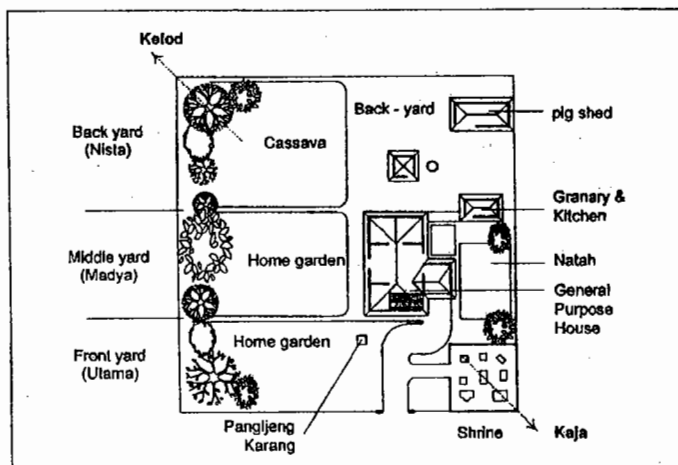 Kelod
Back yard
(Nista)
Cassava
Back - yard
pig shed
Granary &
Kitchen
Middle yard
(Madya)
Home garden
Natah
General
Purpose
House
Front yard
(Utama)
Home garden
Pangijeng
Karang
Shrine
Kaja